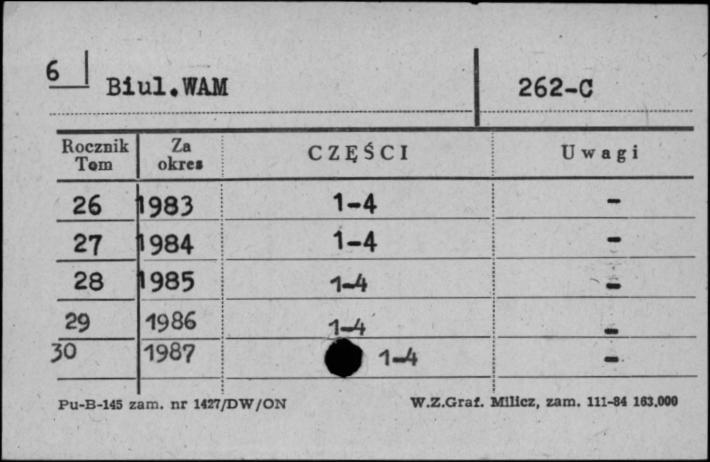 6 Biul.WAM 262-C
Rocznik Tom Za okres CZĘŚCI Uwagi
26 1983 1-4 -
27 1984 1-4 -
28 1985 1-4 -
29 1986 1-4 -
30 1987 1-4 -
Pu-B-145 zam. nr 1427/DW/ON W.Z.Graf. Milicz, zam. 111-84 163.000